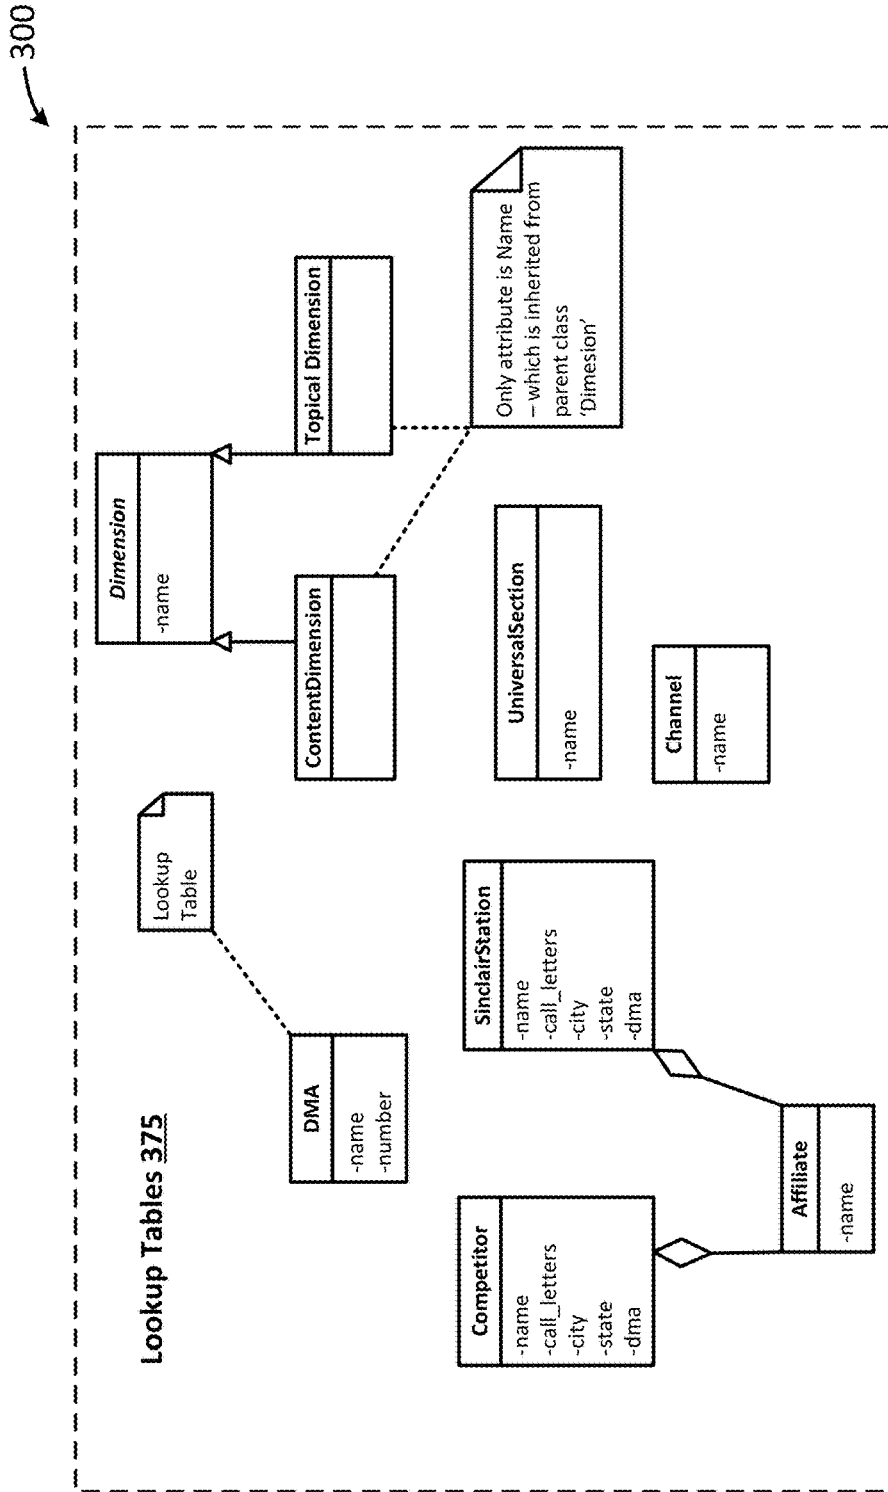 300
Lookup Tables 375
Lookup
Table
Dimension
-name
DMA
-name
-number
ContentDimension
Topical Dimension
Competitor
-name
-call_letters
-city
-state
-dma
SinclairStation
-name
-call_letters
-city
-state
-dma
UniversalSection
-name
Only attribute is Name
– which is inherited from
parent class
‘Dimesion’
Channel
-name
Affiliate
-name